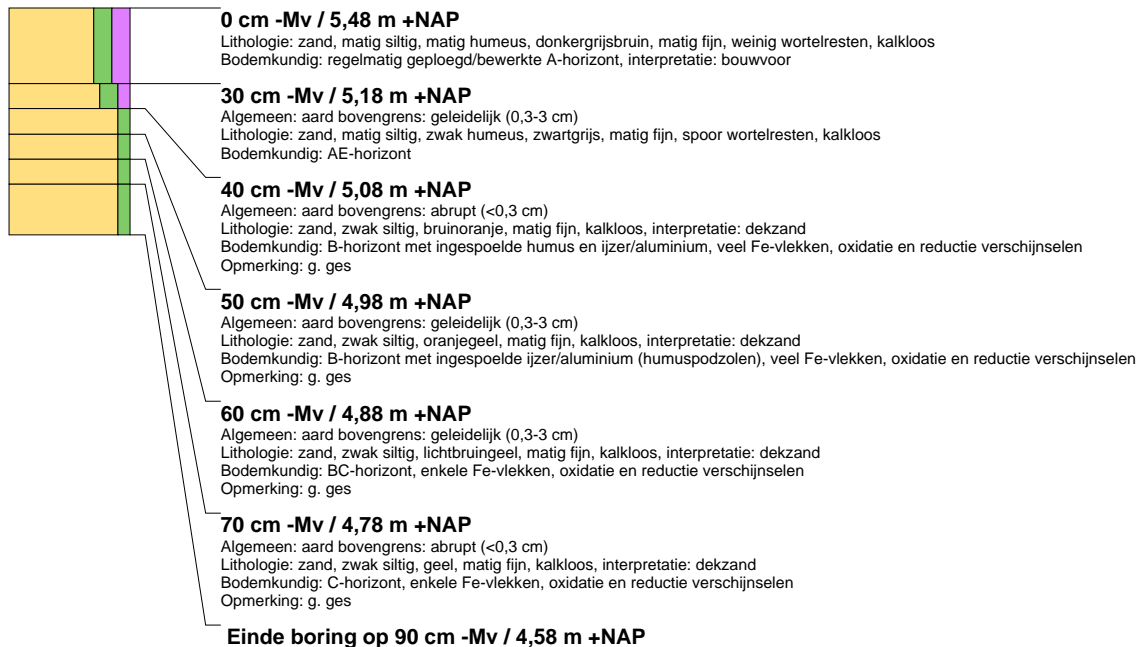 0 cm -Mv / 5,48 m +NAP
Lithologie: zand, matig siltig, matig humeus, donkergrijsbruin, matig fijn, weinig wortelresten, kalkloos
Bodemkundig: regelmatig geploegd/bewerkte A-horizont, interpretatie: bouwvoor
30 cm -Mv / 5,18 m +NAP
Algemeen: aard bovengrens: geleidelijk (0,3-3 cm)
Lithologie: zand, matig siltig, zwak humeus, zwartgrijs, matig fijn, spoor wortelresten, kalkloos
Bodemkundig: AE-horizont
40 cm -Mv / 5,08 m +NAP
Algemeen: aard bovengrens: abrupt (<0,3 cm)
Lithologie: zand, zwak siltig, bruinoranje, matig fijn, kalkloos, interpretatie: dekzand
Bodemkundig: B-horizont met ingespoelde humus en ijzer/aluminium, veel Fe-vlekken, oxidatie en reductie verschijnselen
Opmerking: g. ges
50 cm -Mv / 4,98 m +NAP
Algemeen: aard bovengrens: geleidelijk (0,3-3 cm)
Lithologie: zand, zwak siltig, oranjegeel, matig fijn, kalkloos, interpretatie: dekzand
Bodemkundig: B-horizont met ingespoelde ijzer/aluminium (humuspodzolen), veel Fe-vlekken, oxidatie en reductie verschijnselen
Opmerking: g. ges
60 cm -Mv / 4,88 m +NAP
Algemeen: aard bovengrens: geleidelijk (0,3-3 cm)
Lithologie: zand, zwak siltig, lichtbruingeel, matig fijn, kalkloos, interpretatie: dekzand
Bodemkundig: BC-horizont, enkele Fe-vlekken, oxidatie en reductie verschijnselen
Opmerking: g. ges
70 cm -Mv / 4,78 m +NAP
Algemeen: aard bovengrens: abrupt (<0,3 cm)
Lithologie: zand, zwak siltig, geel, matig fijn, kalkloos, interpretatie: dekzand
Bodemkundig: C-horizont, enkele Fe-vlekken, oxidatie en reductie verschijnselen
Opmerking: g. ges
Einde boring op 90 cm -Mv / 4,58 m +NAP